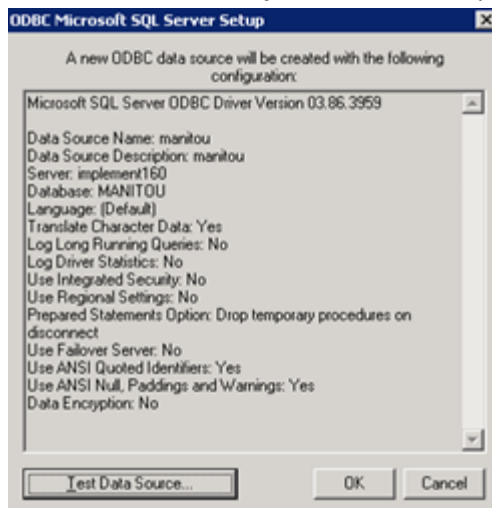 ODBC Microsoft SQL Server Setup
A new ODBC data source will be created with the following
configuration:
Microsoft SQL Server ODBC Driver Version 03.86.3959
Data Source Name: manitou
Data Source Description: manitou
Server: implement160
Database: MANITOU
Language: (Default)
Translate Character Data: Yes
Log Long Running Queries: No
Log Driver Statistics: No
Use Integrated Security: No
Use Regional Settings: No
Prepared Statements Option: Drop temporary procedures on
disconnect
Use Failover Server: No
Use ANSI Quoted Identifiers: Yes
Use ANSI Null, Paddings and Warnings: Yes
Data Encryption: No
Test Data Source... OK Cancel